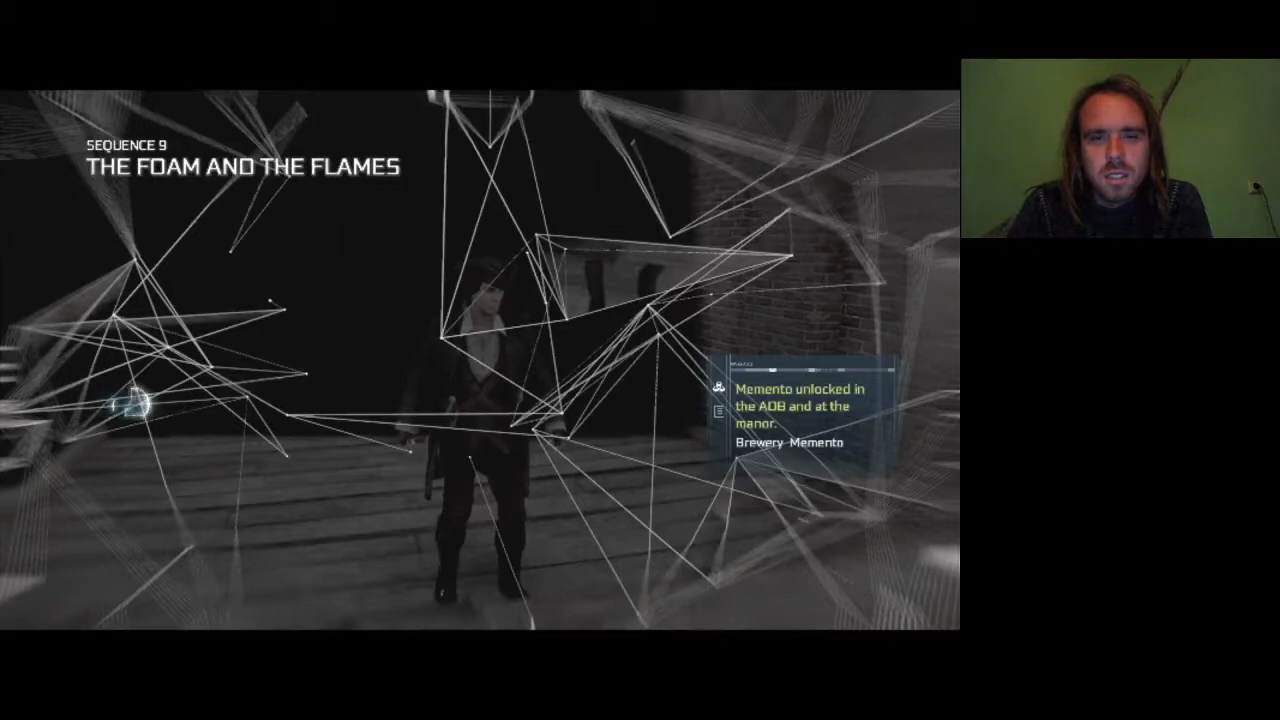 SEQUENCE 9
THE FOAM AND THE FLAMES
Memento unlocked in
the ADB and at the
manor.
Brewery Memento